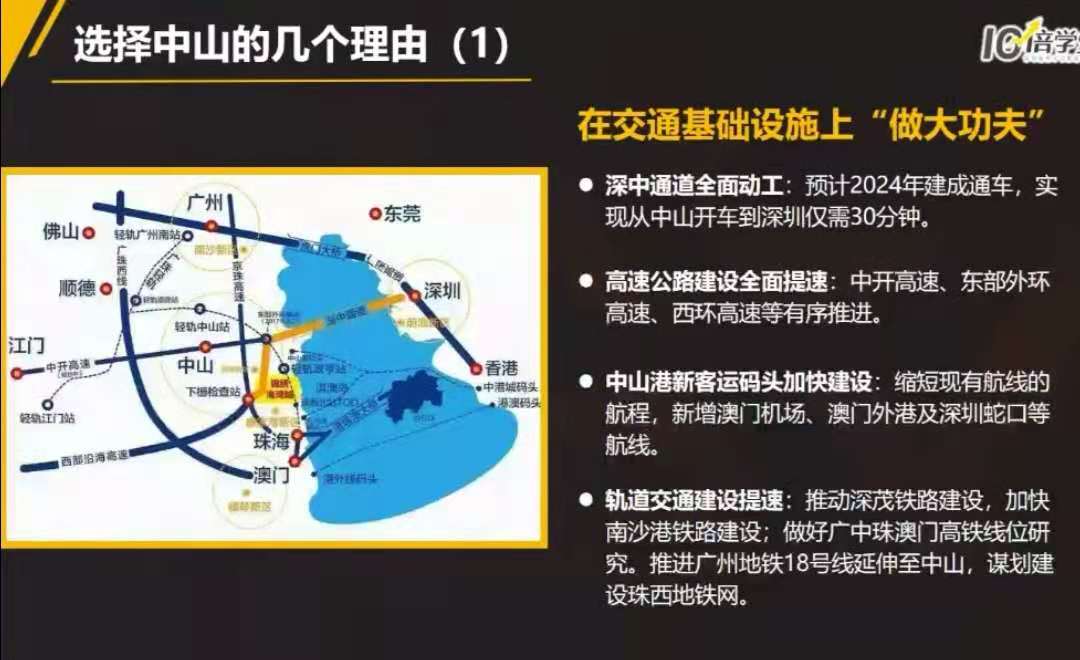 选择中山的几个理由（1）
在交通基础设施上“做大功夫”
● 深中通道全面动工：预计2024年建成通车，实
现从中山开车到深圳仅需30分钟。
● 高速公路建设全面提速：中开高速、东部外环
高速、西环高速等有序推进。
● 中山港新客运码头加快建设：缩短现有航线的
航程，新增澳门机场、澳门外港及深圳蛇口等
航线。
● 轨道交通建设提速：推动深茂铁路建设，加快
南沙港铁路建设；做好广中珠澳门高铁线位研
究。推进广州地铁18号线延伸至中山，谋划建
设珠西地铁网。
广州
东莞
佛山
轻轨广州南站
南沙新区
虎门大桥
广珠西线
京珠高速
顺德
深圳
前海新区
轻轨中山站
深中通道
江门
中开高速
中山
香港
中港城码头
港澳码头
下栅检查站
轻轨江门站
珠海
西部沿海高速
澳门
港外线码头
横琴新区